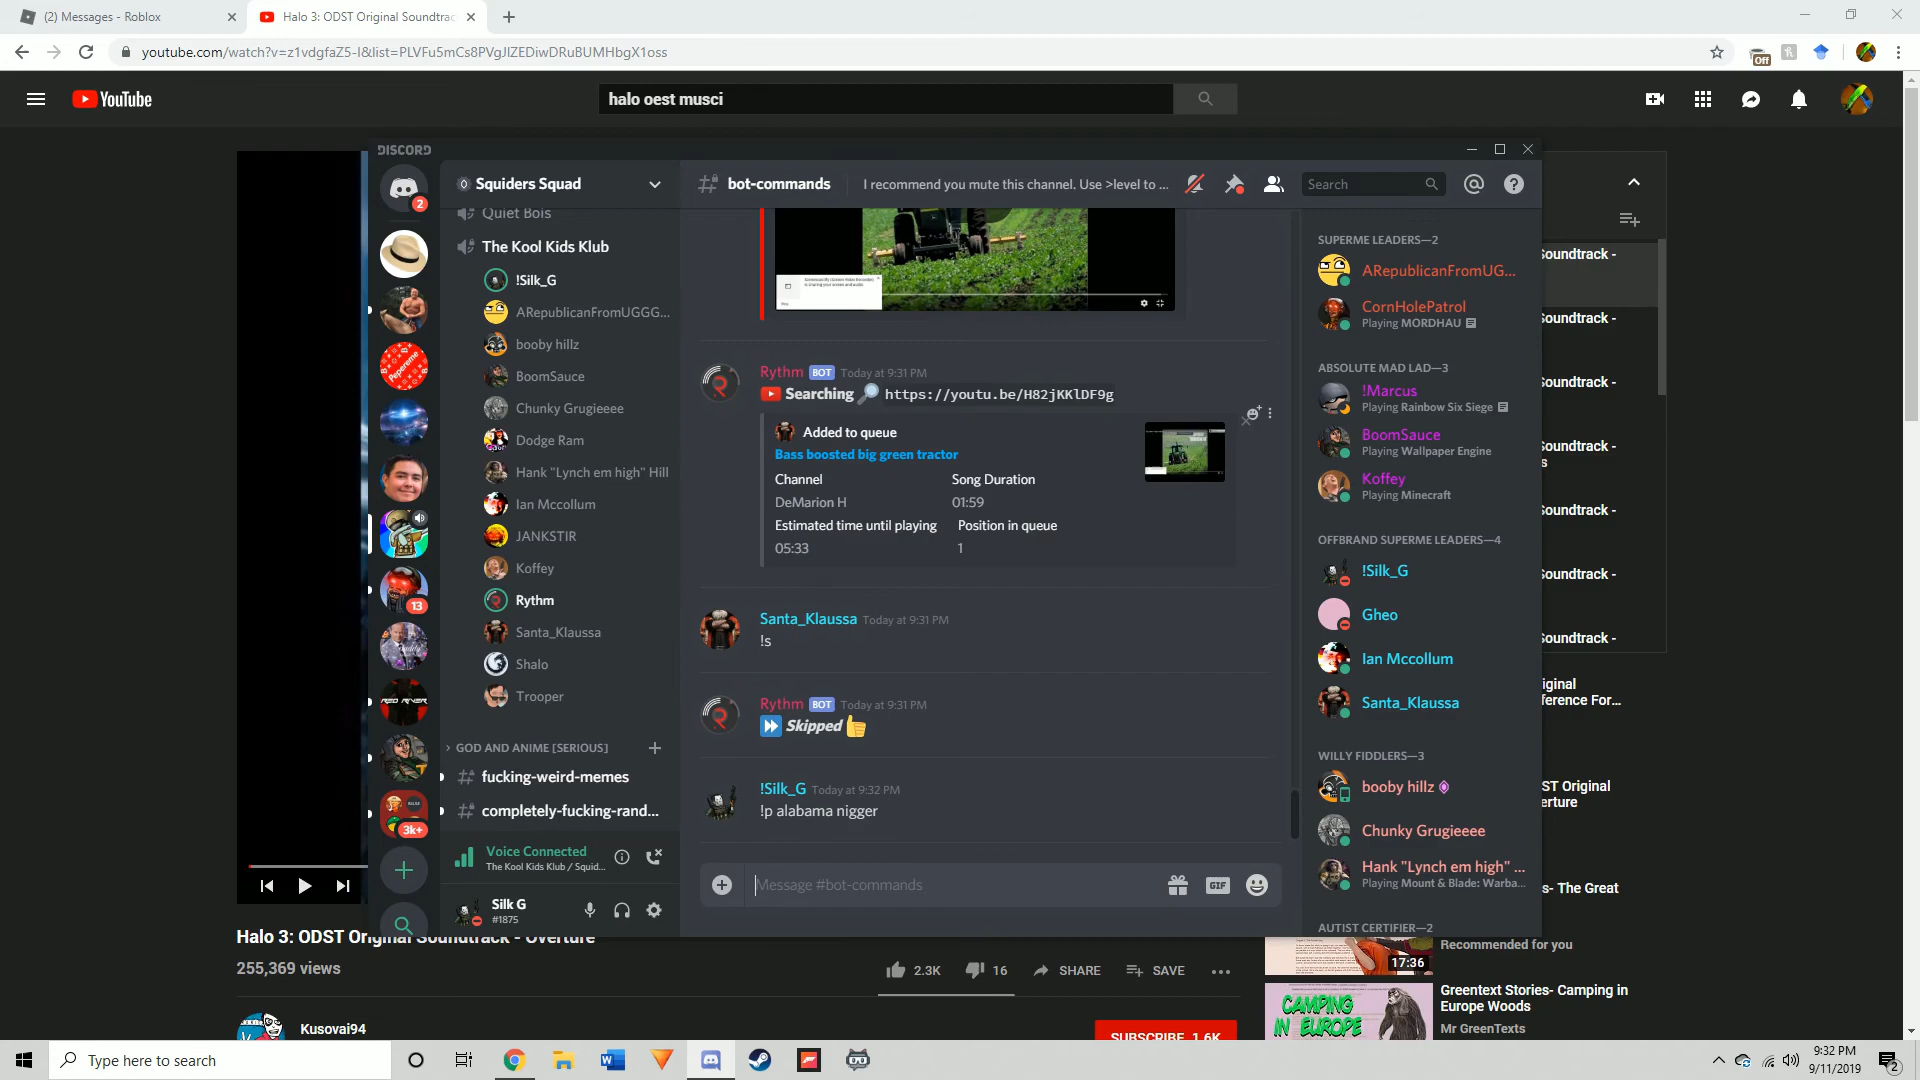 (2) Messages - Roblox
Halo 3: ODST Original Soundtrac
youtube.com/watch?v=z1vdgfaZ5-I&list=PLVFu5mCs8PVgJIZEDiwDRuBUMHbgX1oss
Off
YouTube
halo oest musci
DISCORD
Squiders Squad
bot-commands
I recommend you mute this channel. Use >level to ...
Search
2
Quiet Bois
The Kool Kids Klub
!Silk_G
ARepublicanFromUGGG...
booby hillz
BoomSauce
Chunky Grugieeee
Dodge Ram
Hank "Lynch em high" Hill
Ian Mccollum
JANKSTIR
Koffey
Rythm
Santa_Klaussa
Shalo
Trooper
Pepereme
13
RED RIVER
3k+
GOD AND ANIME [SERIOUS]
fucking-weird-memes
completely-fucking-rand...
Voice Connected
The Kool Kids Klub / Squid...
Silk G
#1875
Rythm BOT Today at 9:31 PM
Searching https://youtu.be/H82jKKlDF9g
Added to queue
Bass boosted big green tractor
Channel Song Duration
DeMarion H 01:59
Estimated time until playing Position in queue
05:33 1
Santa_Klaussa Today at 9:31 PM
!s
Rythm BOT Today at 9:31 PM
Skipped
!Silk_G Today at 9:32 PM
!p alabama nigger
Message #bot-commands
GIF
SUPERME LEADERS—2
ARepublicanFromUG...
CornHolePatrol
Playing MORDHAU
ABSOLUTE MAD LAD—3
!Marcus
Playing Rainbow Six Siege
BoomSauce
Playing Wallpaper Engine
Koffey
Playing Minecraft
OFFBRAND SUPERME LEADERS—4
!Silk_G
Gheo
Ian Mccollum
Santa_Klaussa
WILLY FIDDLERS—3
booby hillz
Chunky Grugieeee
Hank "Lynch em high" ...
Playing Mount & Blade: Warba...
AUTIST CERTIFIER—2
Soundtrack -
Soundtrack -
Soundtrack -
Soundtrack -
s
Soundtrack -
Soundtrack -
Soundtrack -
iginal
ference For...
ST Original
erture
s- The Great
Recommended for you
17:36
CAMPING
IN EUROPE
Greentext Stories- Camping in
Europe Woods
Mr GreenTexts
Halo 3: ODST Original Soundtrack - Overture
255,369 views
2.3K
16
SHARE
SAVE
Kusovai94
SUBSCRIBE 1.6K
Type here to search
9:32 PM
9/11/2019
2